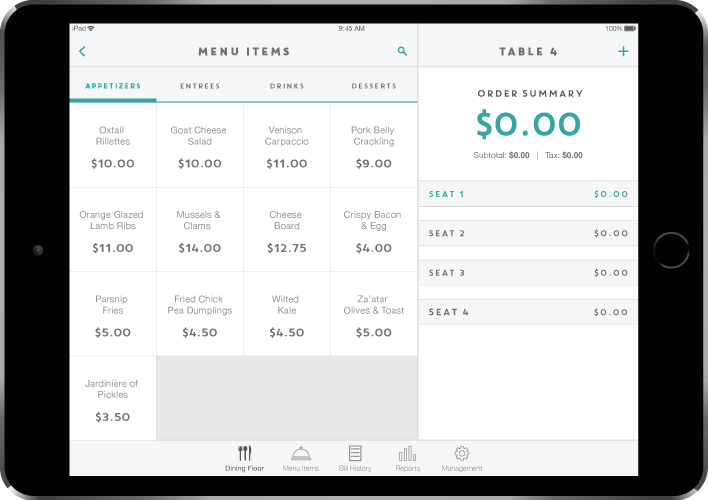 iPad
9:45 AM
100%
MENU ITEMS
TABLE 4
APPETIZERS
ENTREES
DRINKS
DESSERTS
Oxtail
Rillettes
$10.00
Goat Cheese
Salad
$10.00
Venison
Carpaccio
$11.00
Pork Belly
Crackling
$9.00
Orange Glazed
Lamb Ribs
$11.00
Mussels &
Clams
$14.00
Cheese
Board
$12.75
Crispy Bacon
& Egg
$4.00
Parsnip
Fries
$5.00
Fried Chick
Pea Dumplings
$4.50
Wilted
Kale
$4.50
Za'atar
Olives & Toast
$5.00
Jardinière of
Pickles
$3.50
ORDER SUMMARY
$0.00
Subtotal: $0.00 | Tax: $0.00
SEAT 1 $0.00
SEAT 2 $0.00
SEAT 3 $0.00
SEAT 4 $0.00
Dining Floor
Menu Items
Bill History
Reports
Management